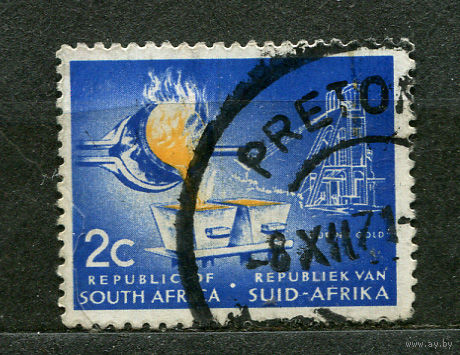 PRETO
GOLD
-8 XII 71-
2c
REPUBLIC OF · REPUBLIEK VAN
SOUTH AFRICA · SUID-AFRIKA
www.ay.by